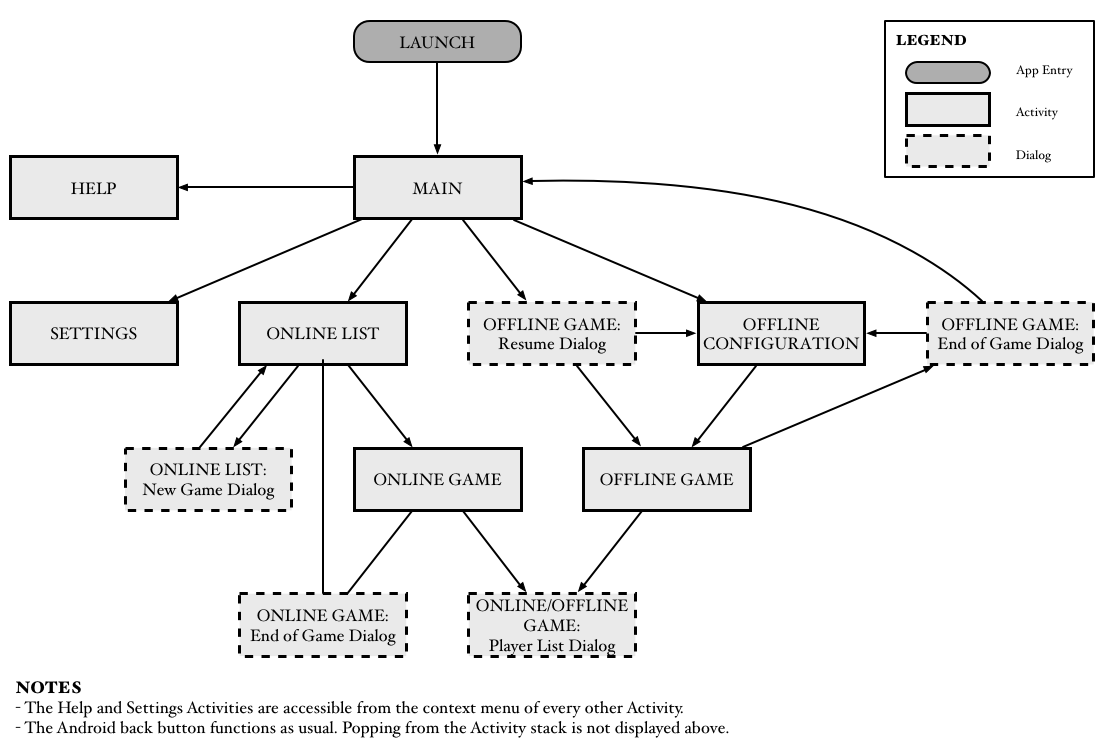 LAUNCH
LEGEND
App Entry
Activity
Dialog
HELP
MAIN
SETTINGS
ONLINE LIST
OFFLINE GAME:
Resume Dialog
OFFLINE
CONFIGURATION
OFFLINE GAME:
End of Game Dialog
ONLINE LIST:
New Game Dialog
ONLINE GAME
OFFLINE GAME
ONLINE GAME:
End of Game Dialog
ONLINE/OFFLINE
GAME:
Player List Dialog
NOTES
- The Help and Settings Activities are accessible from the context menu of every other Activity.
- The Android back button functions as usual. Popping from the Activity stack is not displayed above.